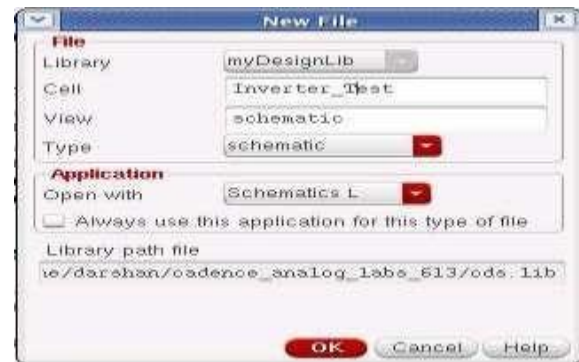 New File
File
Library myDesignLib
Cell Inverter_Test
View schematic
Type schematic
Application
Open with Schematics L
Always use this application for this type of file
Library path file
ne/darshan/cadence_analog_labs_613/cds.lib
OK Cancel Help